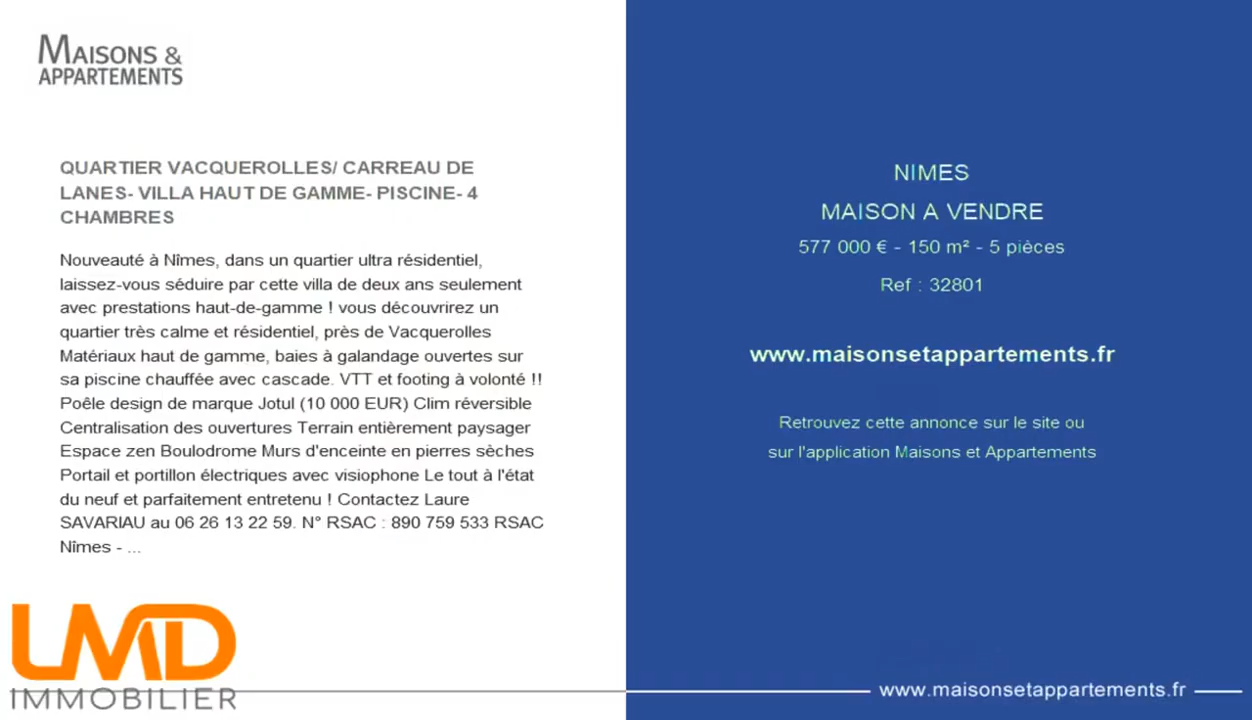 MAISONS &
APPARTEMENTS
QUARTIER VACQUEROLLES/ CARREAU DE
LANES- VILLA HAUT DE GAMME- PISCINE- 4
CHAMBRES
Nouveauté à Nîmes, dans un quartier ultra résidentiel,
laissez-vous séduire par cette villa de deux ans seulement
avec prestations haut-de-gamme ! vous découvrirez un
quartier très calme et résidentiel, près de Vacquerolles
Matériaux haut de gamme, baies à galandage ouvertes sur
sa piscine chauffée avec cascade. VTT et footing à volonté !!
Poêle design de marque Jotul (10 000 EUR) Clim réversible
Centralisation des ouvertures Terrain entièrement paysager
Espace zen Boulodrome Murs d'enceinte en pierres sèches
Portail et portillon électriques avec visiophone Le tout à l'état
du neuf et parfaitement entretenu ! Contactez Laure
SAVARIAU au 06 26 13 22 59. N° RSAC : 890 759 533 RSAC
Nîmes - ...
LMD
IMMOBILIER
NIMES
MAISON A VENDRE
577 000 € - 150 m² - 5 pièces
Ref : 32801
www.maisonsetappartements.fr
Retrouvez cette annonce sur le site ou
sur l'application Maisons et Appartements
www.maisonsetappartements.fr